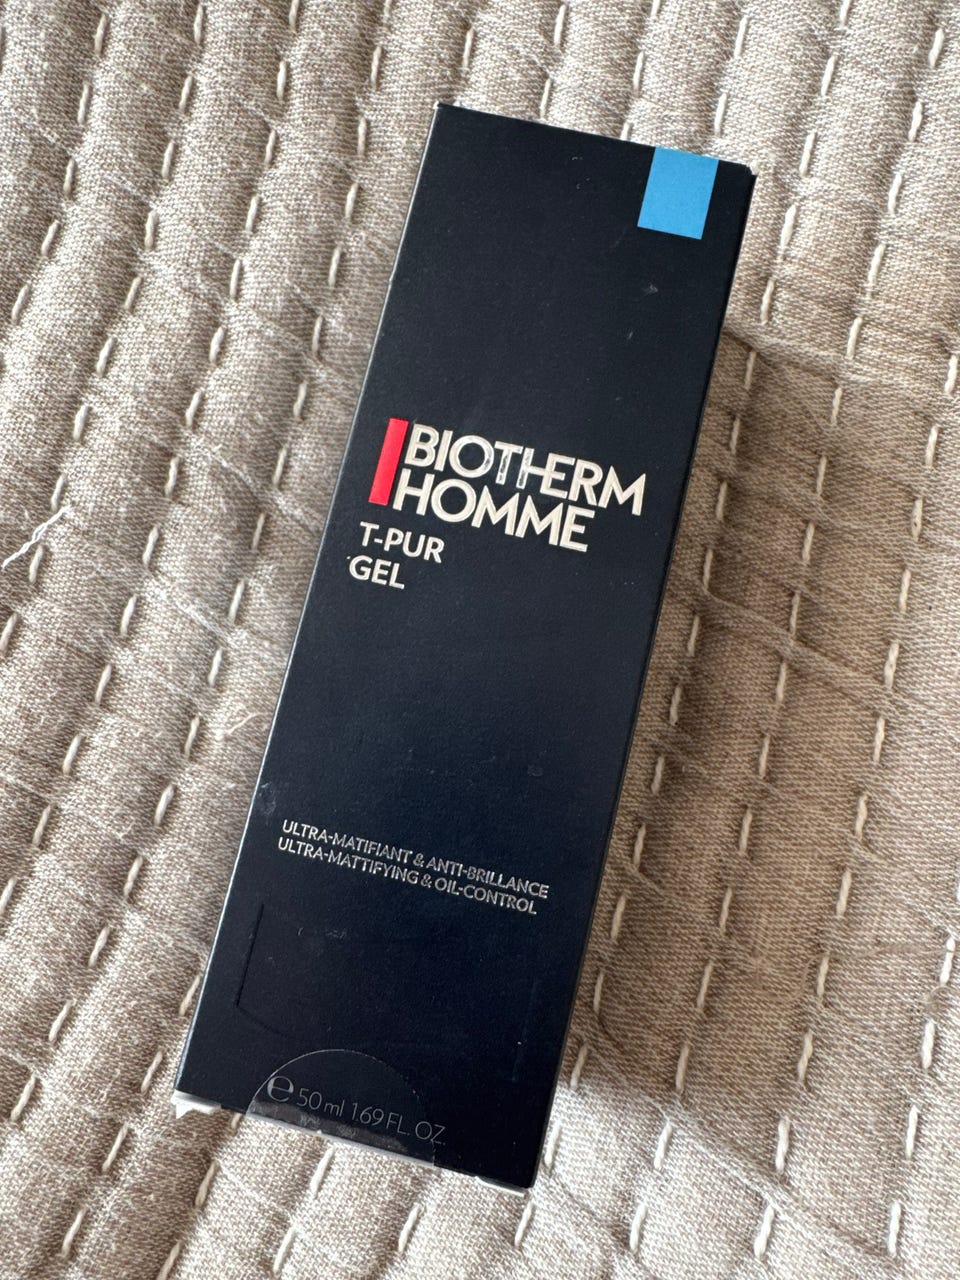 BIOTHERM
HOMME
T-PUR
GEL
ULTRA-MATIFIANT & ANTI-BRILLANCE
ULTRA-MATTIFYING & OIL-CONTROL
℮ 50 ml 1.69 FL. OZ.